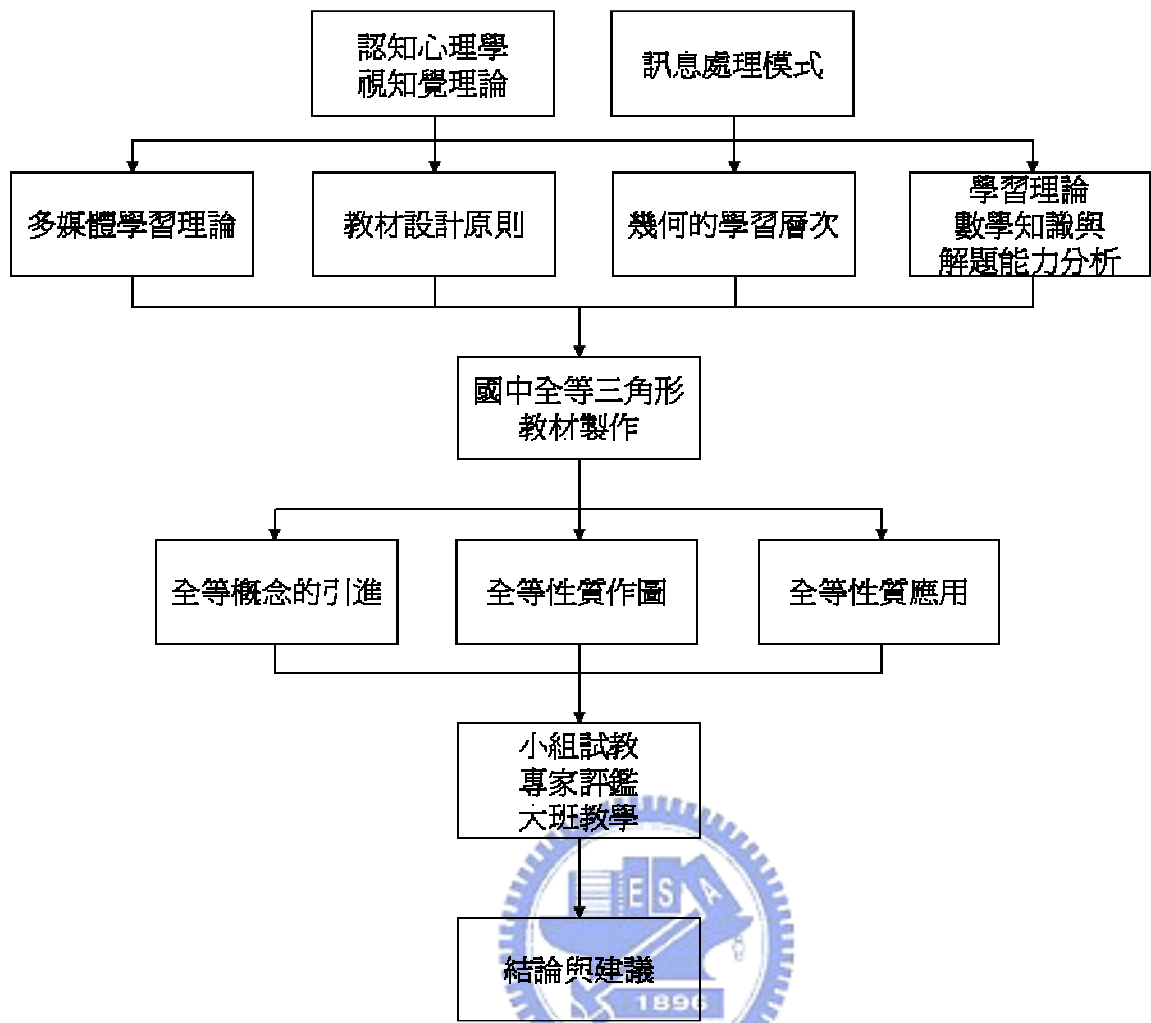 認知心理學
視知覺理論
訊息處理模式
多媒體學習理論
教材設計原則
幾何的學習層次
學習理論
數學知識與
解題能力分析
國中全等三角形
教材製作
全等概念的引進
全等性質作圖
全等性質應用
小組試教
專家評鑑
大班教學
E S A
結論與建議
1896